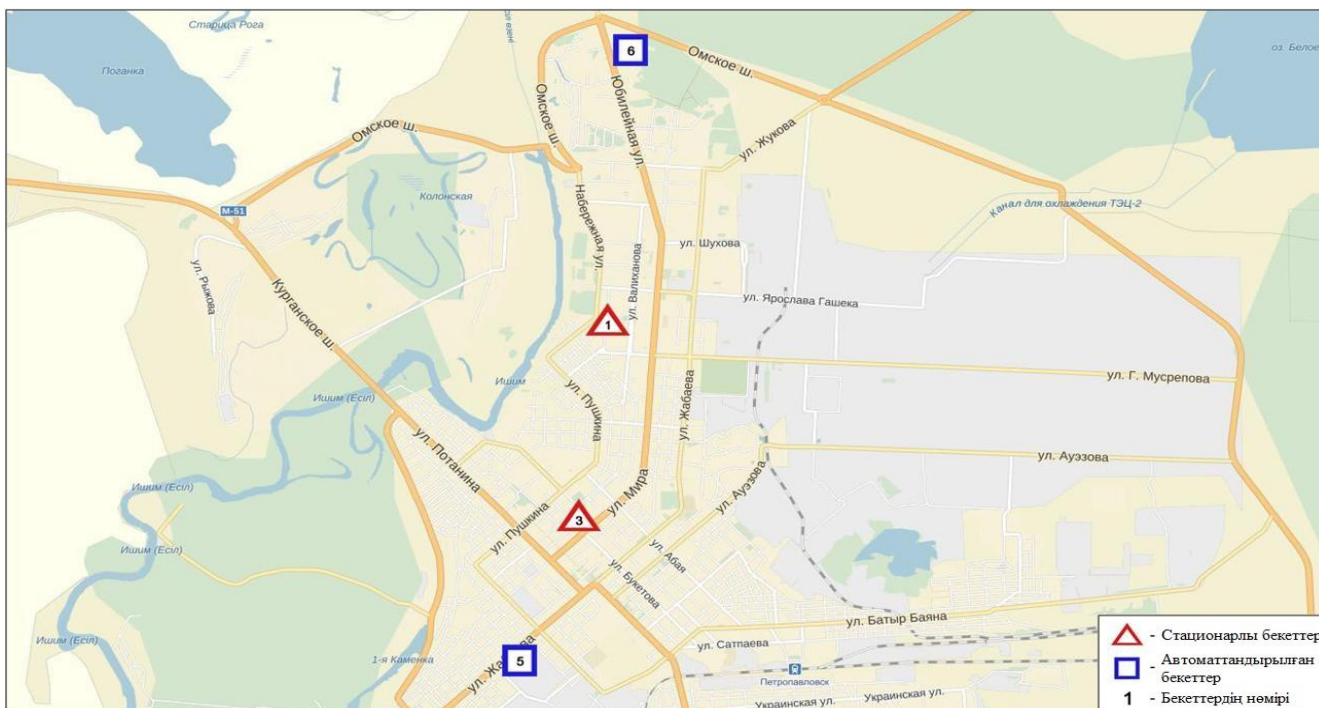 Старица Рога
оз. Белое
6
Омское ш.
Поганка
Омское ш.
Юбилейная ул.
Омское ш.
ул. Жукова
Колонская
Канал для охлаждения ТЭЦ-2
М-51
Набережная ул.
ул. Шухова
ул. Рыжова
ул. Валиханова
Курганское ш.
ул. Ярослава Гашека
1
Ишим
ул. Г. Мусрепова
Ишим (Есіл)
ул. Пушкина
ул. Жабаева
ул. Потанина
ул. Ауэзова
ул. Мира
ул. Ауэзова
Ишим (Есіл)
3
ул. Пушкина
Ишим (Есіл)
ул. Абая
ул. Букетова
ул. Батыр Баяна
Ишим (Есіл)
ул. Сатпаева
1-я Каменка
5
Петропавловск
Украинская ул.
Украинская ул.
- Стационарлы бекеттер
- Автоматтандырылған
бекеттер
1 - Бекеттердің нөмірі